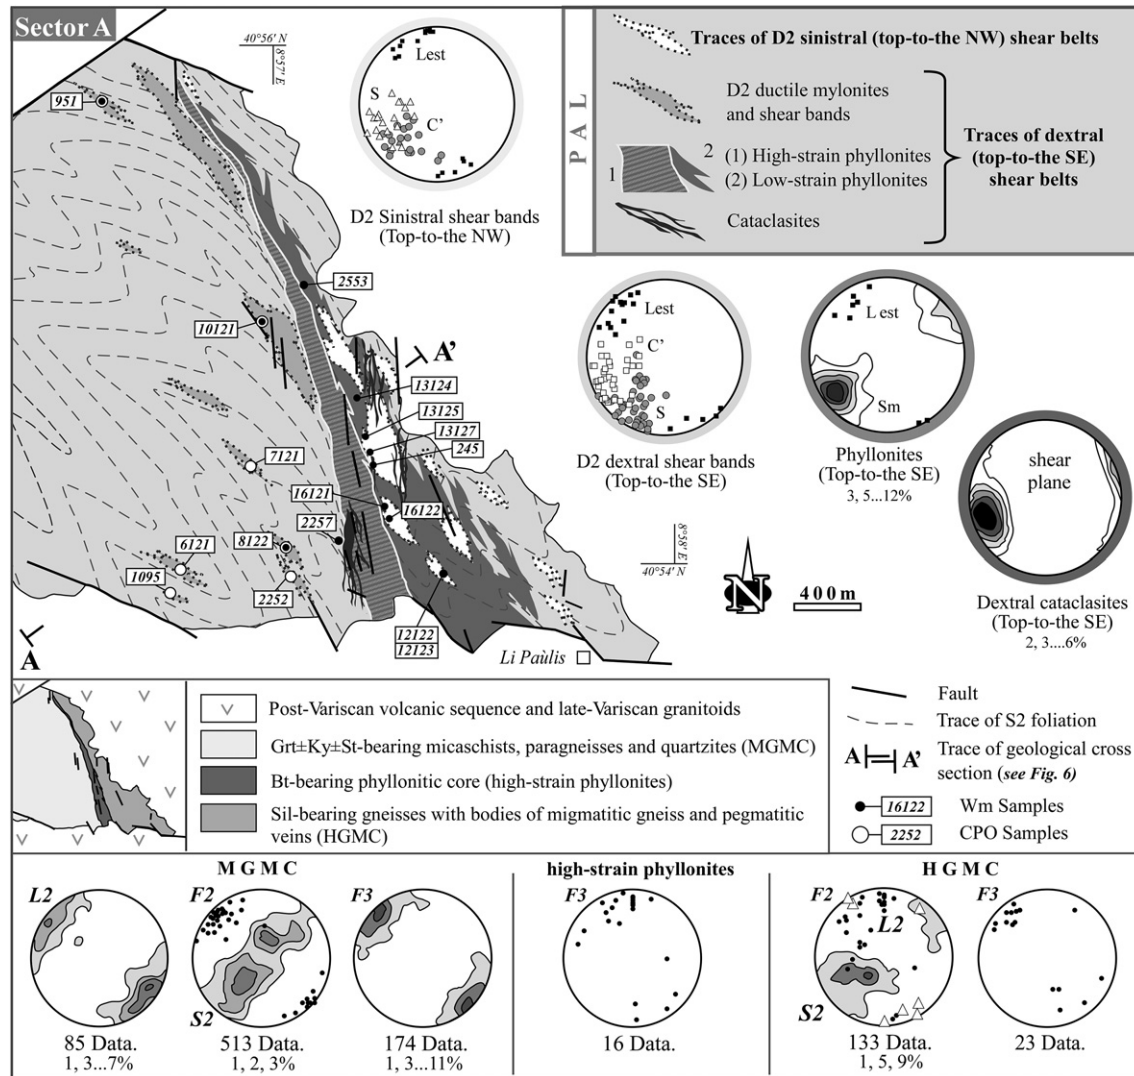 Sector A
40°56' N
8°57' E
951
Lest
S
C'
D2 Sinistral shear bands
(Top-to-the NW)
PAL
Traces of D2 sinistral (top-to-the NW) shear belts
D2 ductile mylonites
and shear bands
1
2
(1) High-strain phyllonites
(2) Low-strain phyllonites
Cataclasites
Traces of dextral
(top-to-the SE)
shear belts
2553
10121
A'
13124
13125
13127
245
7121
16121
16122
2257
8122
6121
1095
2252
12122
12123
A
Li Paùlis
Lest
C'
S
D2 dextral shear bands
(Top-to-the SE)
L est
Sm
Phyllonites
(Top-to-the SE)
3, 5...12%
shear
plane
Dextral cataclasites
(Top-to-the SE)
2, 3....6%
8°58' E
40°54' N
N
400m
Post-Variscan volcanic sequence and late-Variscan granitoids
Grt±Ky±St-bearing micaschists, paragneisses and quartzites (MGMC)
Bt-bearing phyllonitic core (high-strain phyllonites)
Sil-bearing gneisses with bodies of migmatitic gneiss and pegmatitic
veins (HGMC)
Fault
Trace of S2 foliation
A A' Trace of geological cross
section (see Fig. 6)
16122 Wm Samples
2252 CPO Samples
MGMC
L2
85 Data.
1, 3...7%
F2
S2
513 Data.
1, 2, 3%
F3
174 Data.
1, 3...11%
high-strain phyllonites
F3
16 Data.
HGMC
F2
L2
S2
133 Data.
1, 5, 9%
F3
23 Data.